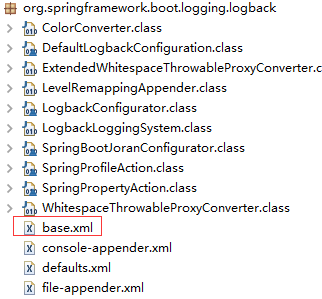 org.springframework.boot.logging.logback
ColorConverter.class
DefaultLogbackConfiguration.class
ExtendedWhitespaceThrowableProxyConverter.c
LevelRemappingAppender.class
LogbackConfigurator.class
LogbackLoggingSystem.class
SpringBootJoranConfigurator.class
SpringProfileAction.class
SpringPropertyAction.class
WhitespaceThrowableProxyConverter.class
base.xml
console-appender.xml
defaults.xml
file-appender.xml